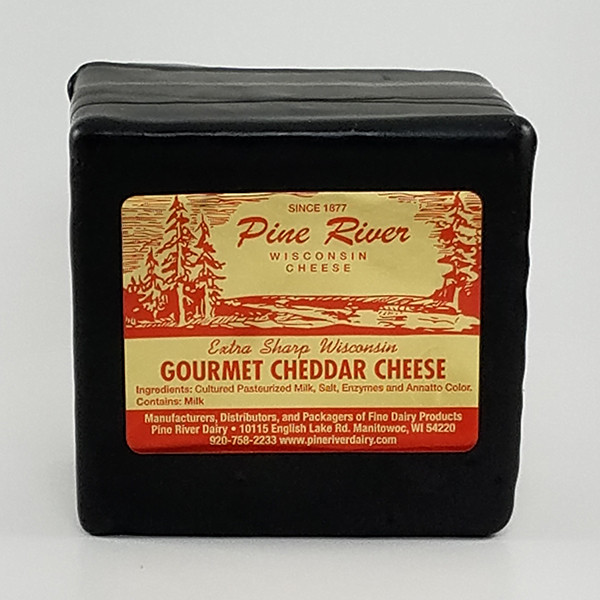 SINCE 1877
Pine River
WISCONSIN
CHEESE
Extra Sharp Wisconsin
GOURMET CHEDDAR CHEESE
Ingredients: Cultured Pasteurized Milk, Salt, Enzymes and Annatto Color.
Contains: Milk
Manufacturers, Distributors, and Packagers of Fine Dairy Products
Pine River Dairy • 10115 English Lake Rd. Manitowoc, WI 54220
920-758-2233 www.pineriverdairy.com